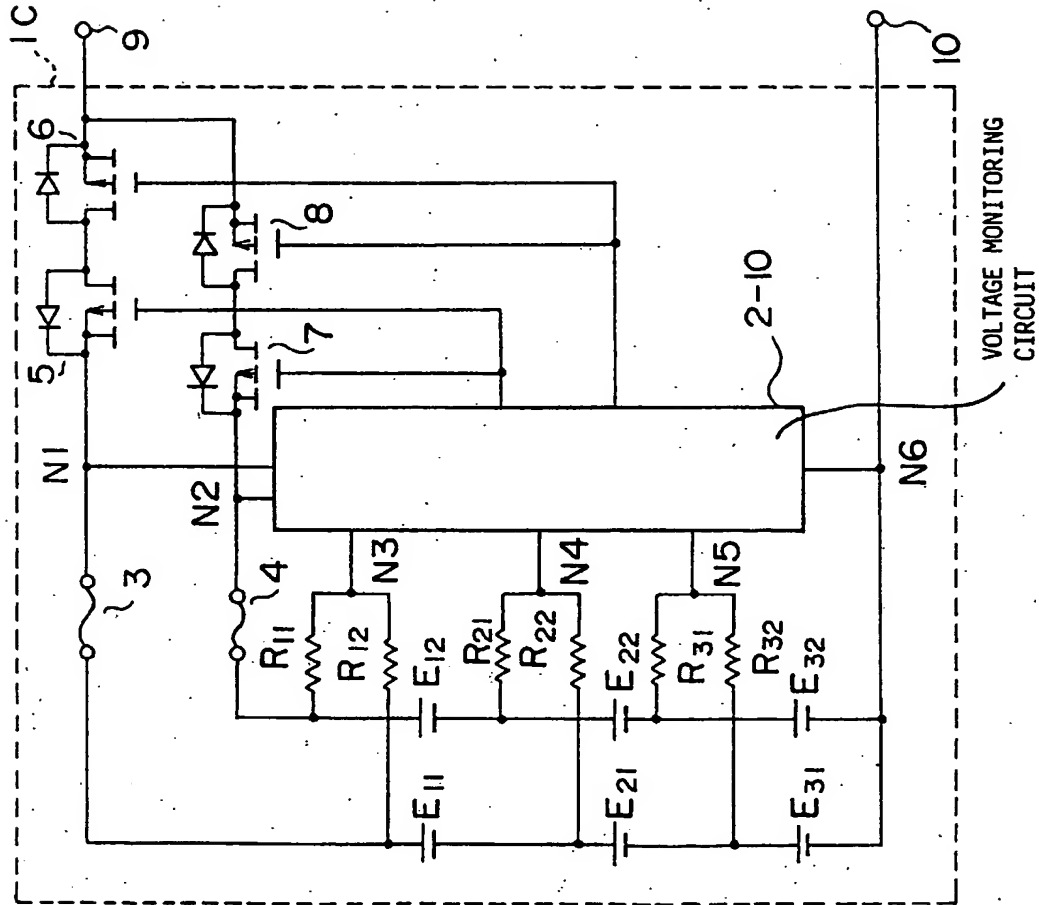 1C
9
6
5
8
7
N1
N2
3
4
2-10
VOLTAGE MONITORING
CIRCUIT
N3
N4
N5
N6
R11
R12
R21
R22
R31
R32
E12
E22
E32
E11
E21
E31
10